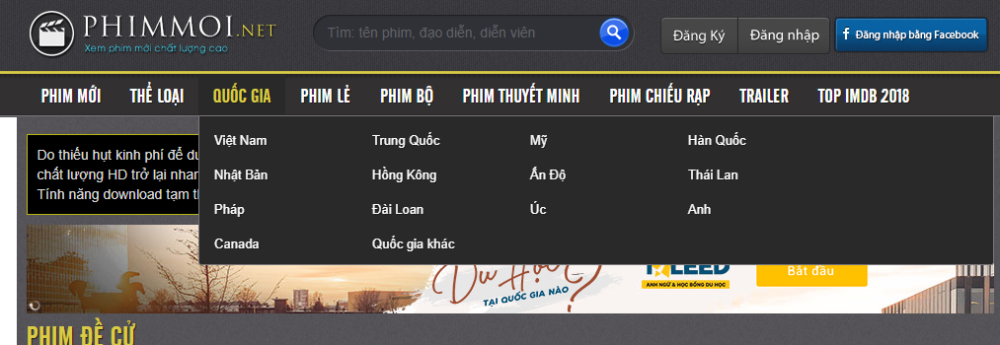 PHIMMOI.NET
Xem phim mới chất lượng cao
Tìm: tên phim, đạo diễn, diễn viên
Đăng Ký
Đăng nhập
f Đăng nhập bằng Facebook
PHIM MỚI THỂ LOẠI QUỐC GIA PHIM LẺ PHIM BỘ PHIM THUYẾT MINH PHIM CHIẾU RẠP TRAILER TOP IMDB 2018
Việt Nam Trung Quốc Mỹ Hàn Quốc
Nhật Bản Hồng Kông Ấn Độ Thái Lan
Pháp Đài Loan Úc Anh
Canada Quốc gia khác
Do thiếu hụt kinh phí để
chất lượng HD trở lại
Tính năng download tạm
Du Học
TẠI QUỐC GIA NÀO
LEED
ANH NGỮ & HỌC BỔNG DU HỌC
Bắt đầu
PHIM ĐỀ CỬ